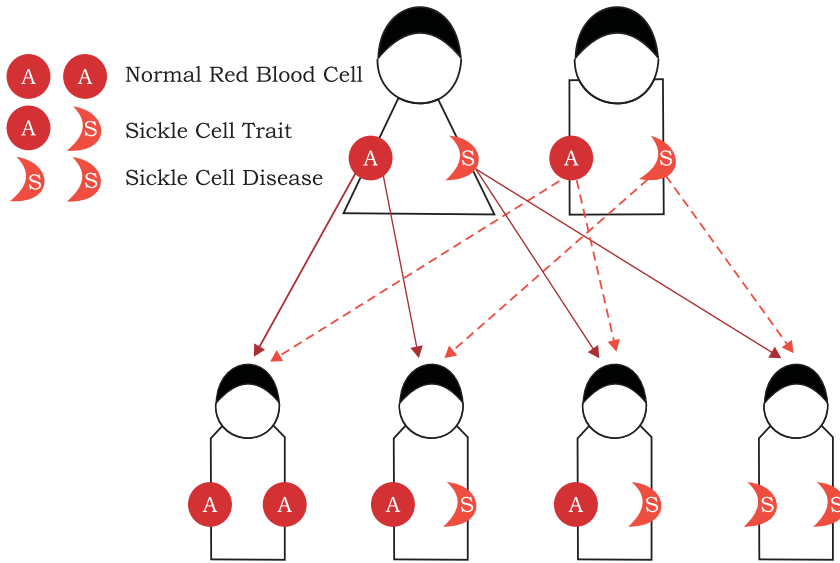 A A Normal Red Blood Cell
A S Sickle Cell Trait
S S Sickle Cell Disease
A S A S
A A A S A S S S